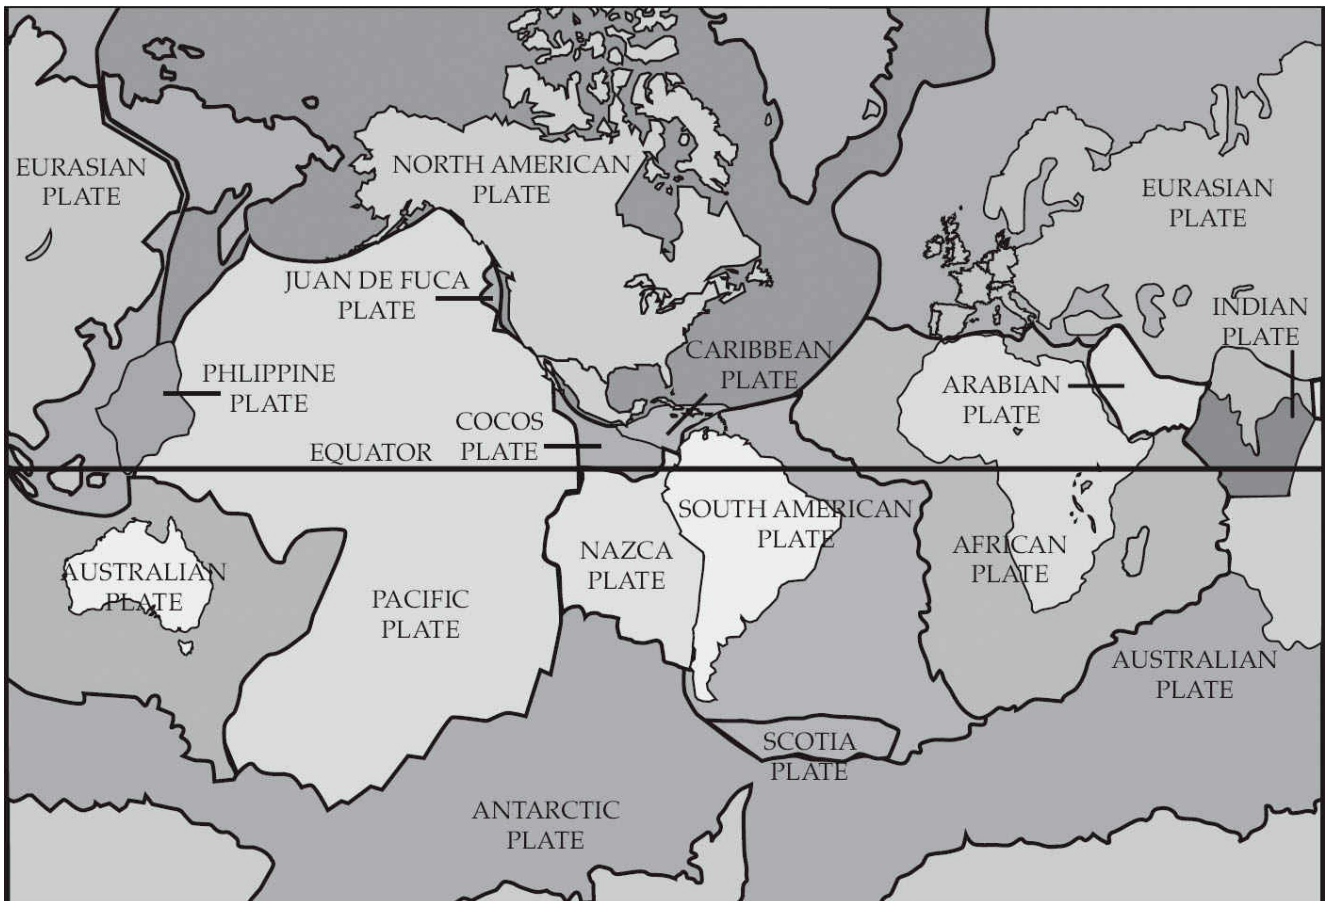 EURASIAN
PLATE
NORTH AMERICAN
PLATE
EURASIAN
PLATE
JUAN DE FUCA
PLATE
INDIAN
PLATE
CARIBBEAN
PLATE
PHLIPPINE
PLATE
ARABIAN
PLATE
COCOS
PLATE
EQUATOR
SOUTH AMERICAN
PLATE
NAZCA
PLATE
AFRICAN
PLATE
AUSTRALIAN
PLATE
PACIFIC
PLATE
AUSTRALIAN
PLATE
SCOTIA
PLATE
ANTARCTIC
PLATE